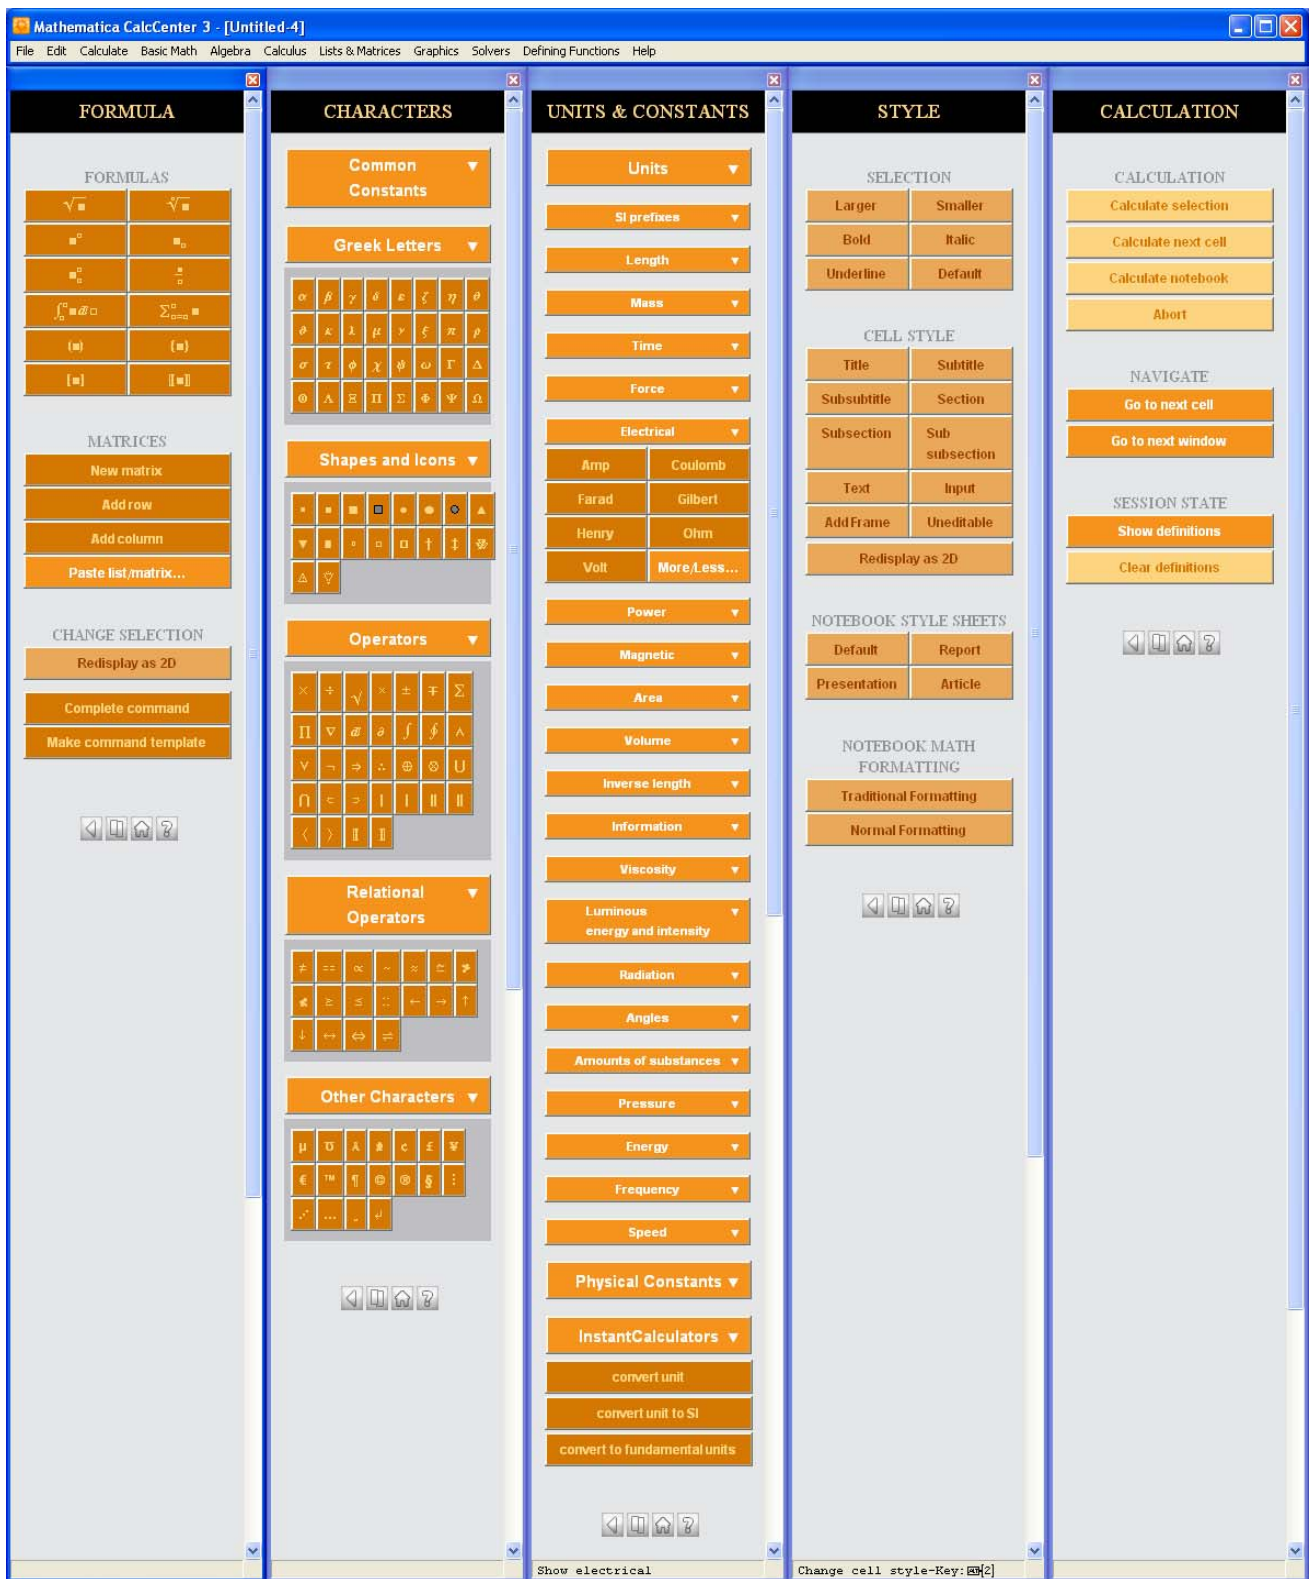 Mathematica CalcCenter 3 - [Untitled-4]
File Edit Calculate Basic Math Algebra Calculus Lists & Matrices Graphics Solvers Defining Functions Help
FORMULA
FORMULAS
MATRICES
New matrix
Add row
Add column
Paste list/matrix...
CHANGE SELECTION
Redisplay as 2D
Complete command
Make command template
CHARACTERS
Common
Constants
Greek Letters
α β γ δ ε ζ η θ
σ τ ϕ χ ψ ω Γ Δ
Θ Λ Ξ Π Σ Φ Ψ Ω
Shapes and Icons
Operators
Relational
Operators
Other Characters
UNITS & CONSTANTS
Units
SI prefixes
Length
Mass
Time
Force
Electrical
Amp Coulomb
Farad Gilbert
Henry Ohm
Volt More/Less...
Power
Magnetic
Area
Volume
Inverse length
Information
Viscosity
Luminous
energy and intensity
Radiation
Angles
Amounts of substances
Pressure
Energy
Frequency
Speed
Physical Constants
InstantCalculators
convert unit
convert unit to SI
convert to fundamental units
Show electrical
STYLE
SELECTION
Larger Smaller
Bold Italic
Underline Default
CELL STYLE
Title Subtitle
Subsubtitle Section
Subsection Sub
subsection
Text Input
Add Frame Uneditable
Redisplay as 2D
NOTEBOOK STYLE SHEETS
Default Report
Presentation Article
NOTEBOOK MATH
FORMATTING
Traditional Formatting
Normal Formatting
Change cell style-Key:Alt[2]
CALCULATION
CALCULATION
Calculate selection
Calculate next cell
Calculate notebook
Abort
NAVIGATE
Go to next cell
Go to next window
SESSION STATE
Show definitions
Clear definitions